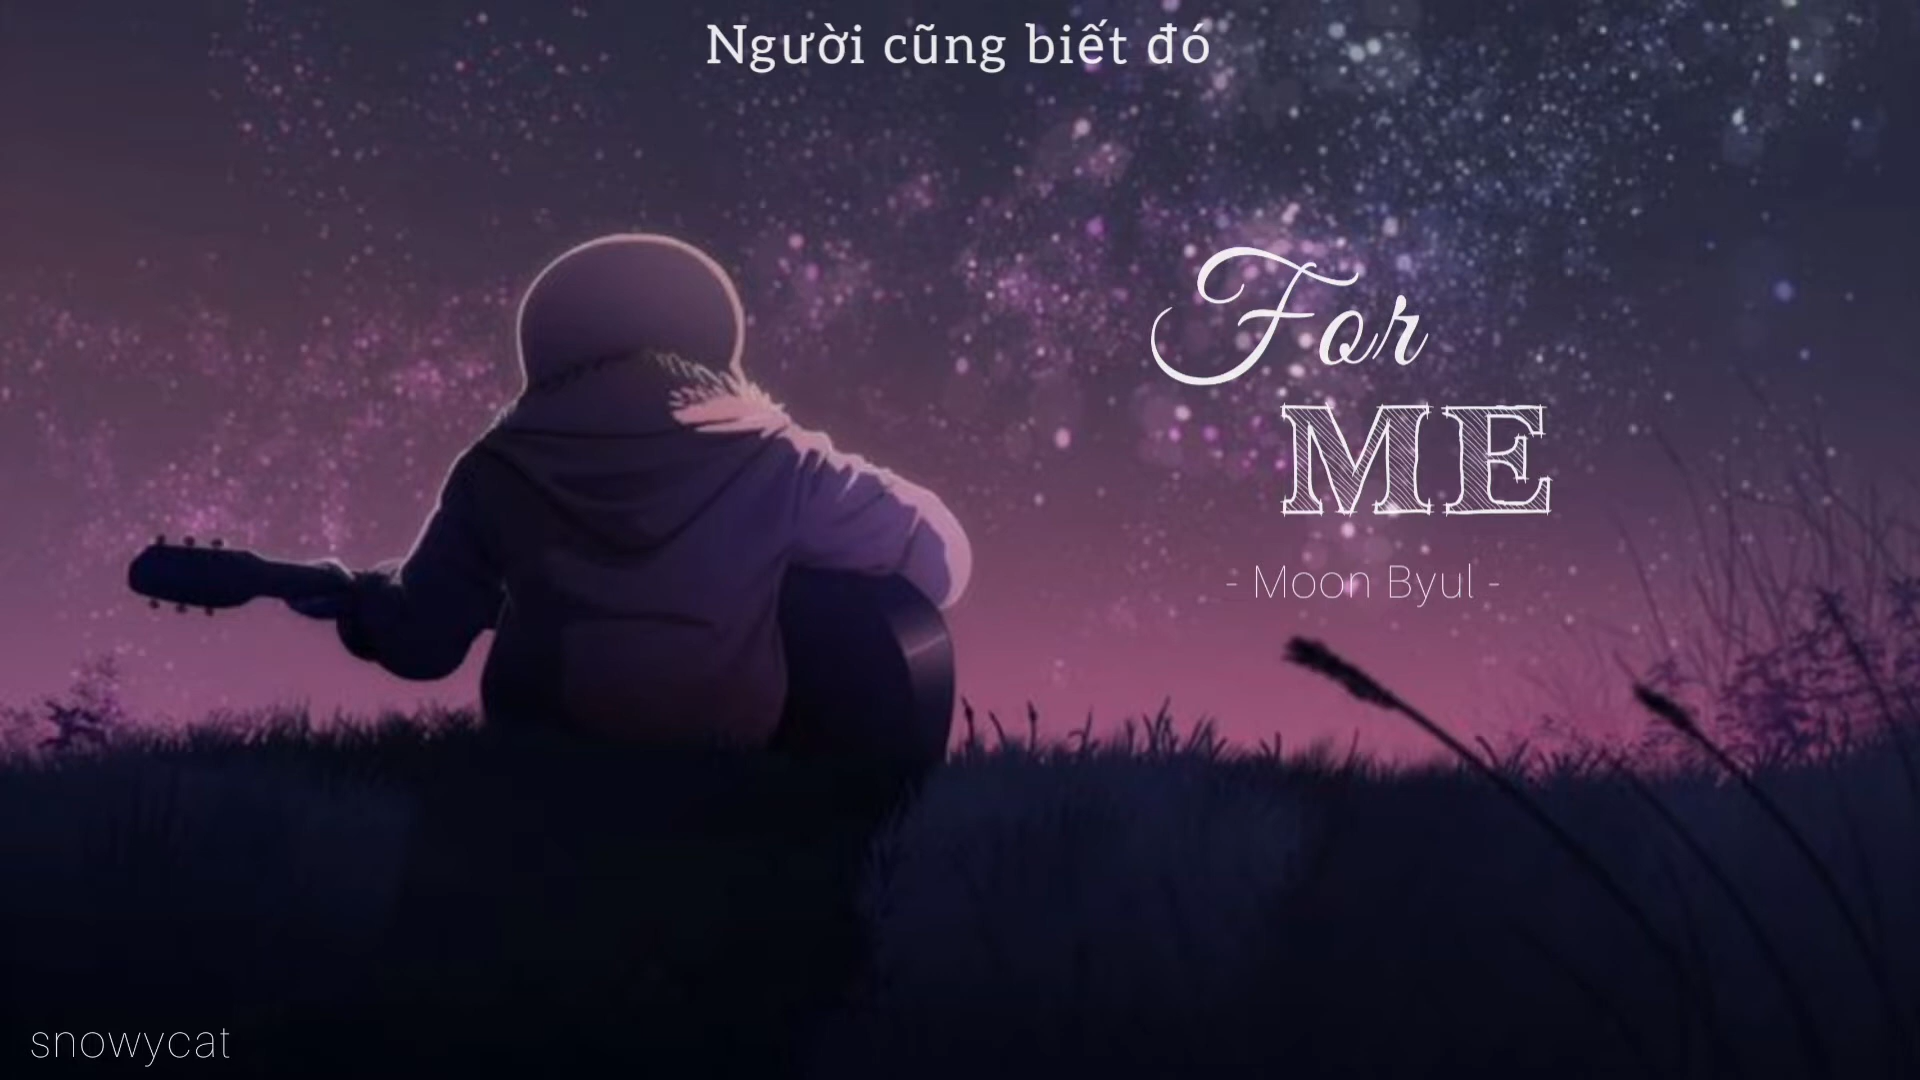 Người cũng biết đó
For
ME
- Moon Byul -
snowycat